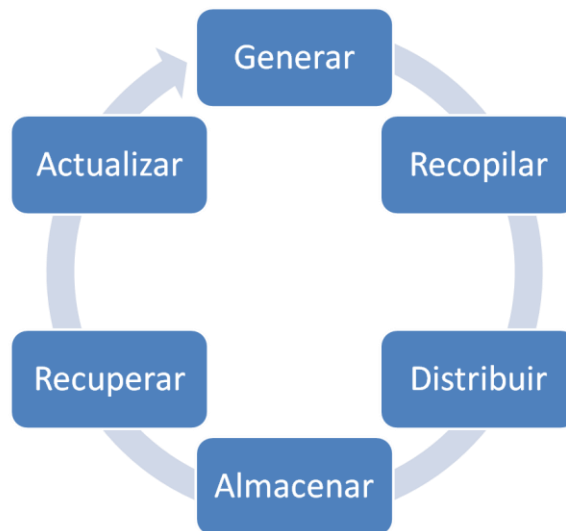 Generar
Recopilar
Distribuir
Almacenar
Recuperar
Actualizar